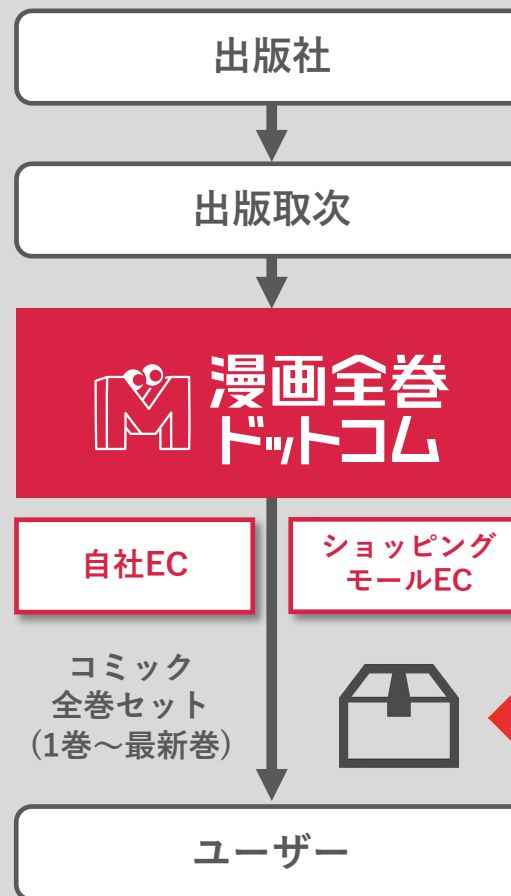 出版社
出版取次
漫画全巻
ドットコム
自社EC
ショッピング
モールEC
コミック
全巻セット
(1巻～最新巻)
ユーザー